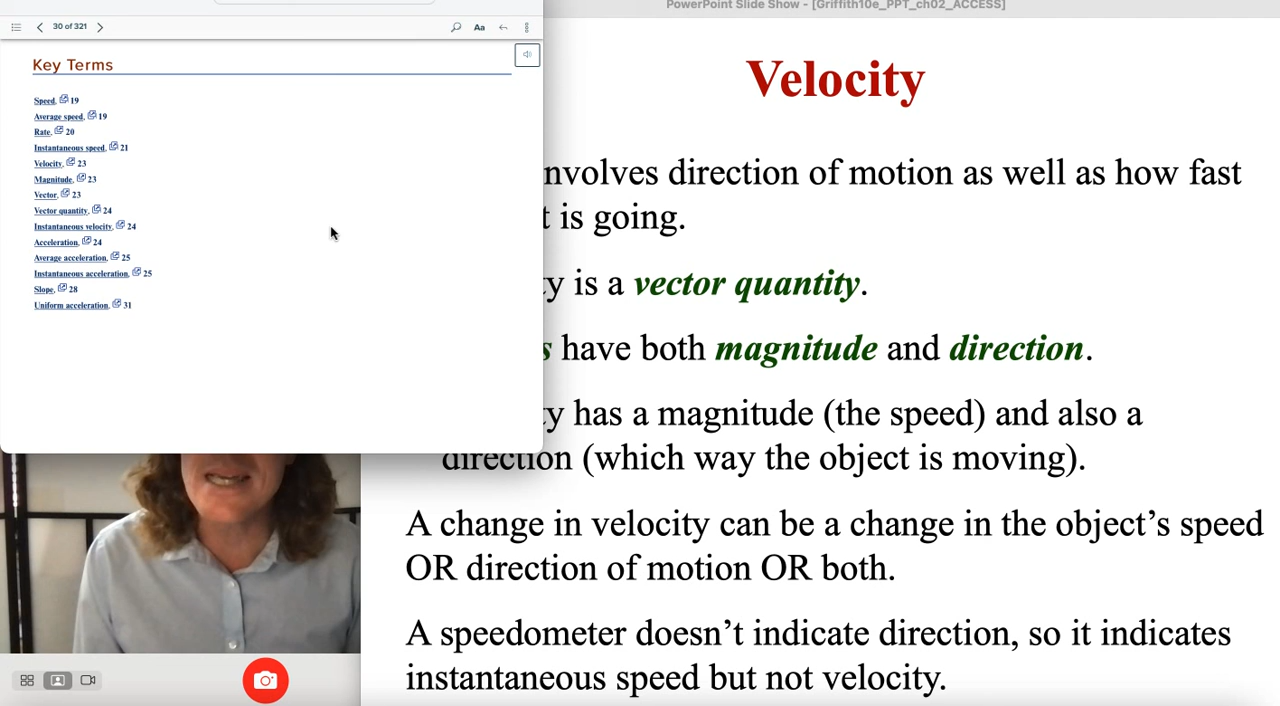 30 of 321
Aa
Key Terms
Speed, 19
Average speed, 19
Rate, 20
Instantaneous speed, 21
Velocity, 23
Magnitude, 23
Vector, 23
Vector quantity, 24
Instantaneous velocity, 24
Acceleration, 24
Average acceleration, 25
Instantaneous acceleration, 25
Slope, 28
Uniform acceleration, 31
PowerPoint Slide Show - [Griffith10e_PPT_ch02_ACCESS]
Velocity
nvolves direction of motion as well as how fast
t is going.
ty is a vector quantity.
s have both magnitude and direction.
ty has a magnitude (the speed) and also a
direction (which way the object is moving).
A change in velocity can be a change in the object’s speed
OR direction of motion OR both.
A speedometer doesn’t indicate direction, so it indicates
instantaneous speed but not velocity.